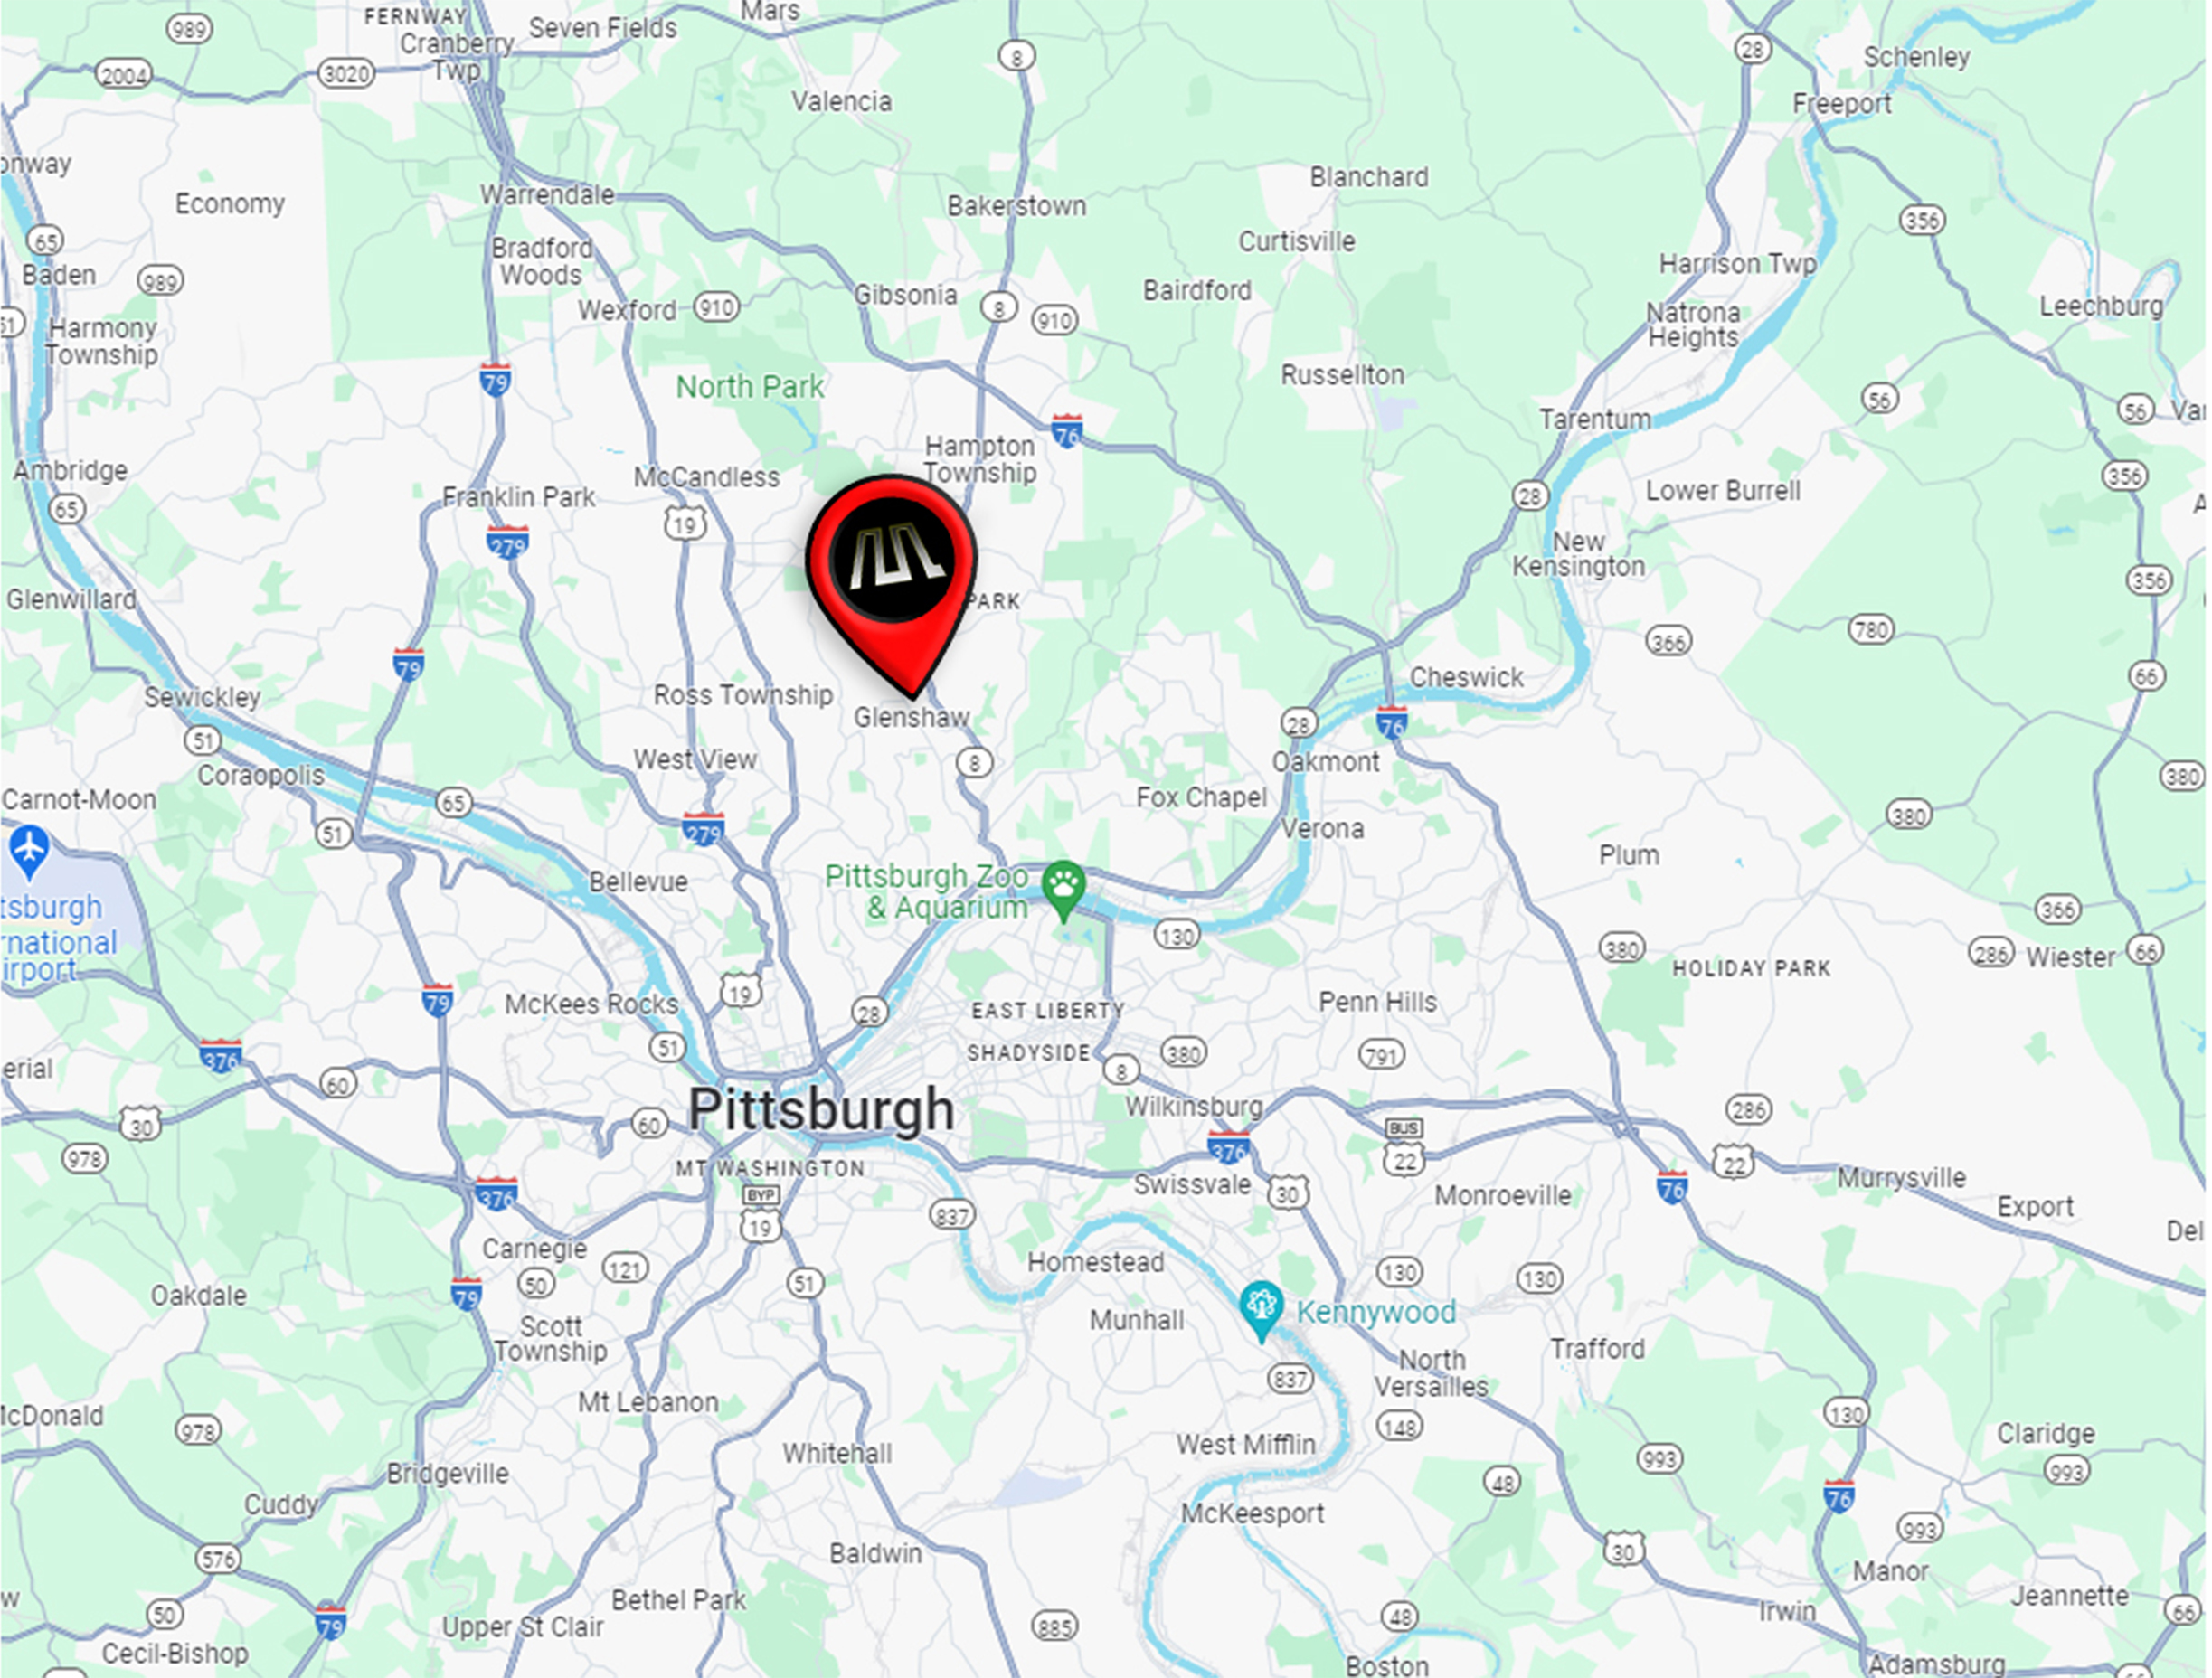 FERNWAY
Cranberry
Twp
Seven Fields
Mars
989
2004
3020
8
28
Schenley
Valencia
Freeport
onway
Economy
Warrendale
Bakerstown
Blanchard
356
65
Baden
989
Bradford
Woods
Curtisville
Harrison Twp
Wexford
910
Gibsonia
8
910
Bairdford
Natrona
Heights
Leechburg
51
Harmony
Township
79
North Park
76
Russellton
Tarentum
56
56
Va
Ambridge
65
Franklin Park
McCandless
Hampton
Township
28
Lower Burrell
356
279
19
New
Kensington
356
Glenwillard
PARK
366
780
79
Sewickley
Ross Township
Glenshaw
Cheswick
66
51
28
76
Coraopolis
West View
8
Oakmont
380
Carnot-Moon
65
Fox Chapel
380
51
279
Verona
Bellevue
Pittsburgh Zoo
& Aquarium
Plum
tsburgh
rnational
irport
130
366
380
286
Wiester
66
HOLIDAY PARK
79
McKees Rocks
19
28
EAST LIBERTY
Penn Hills
376
51
SHADYSIDE
380
791
erial
60
8
30
60
Pittsburgh
Wilkinsburg
286
978
MT WASHINGTON
376
BUS
22
22
376
BYP
19
837
Swissvale
30
Monroeville
76
Murrysville
Export
Del
Carnegie
50
121
51
Homestead
130
130
79
Oakdale
Munhall
Kennywood
Scott
Township
Trafford
837
North
Versailles
Mt Lebanon
148
130
McDonald
978
Whitehall
West Mifflin
Claridge
993
993
Bridgeville
48
76
Cuddy
McKeesport
993
576
Baldwin
30
Manor
w
50
79
Bethel Park
Upper St Clair
885
48
Irwin
Jeannette
66
Cecil-Bishop
Boston
Adamsburg